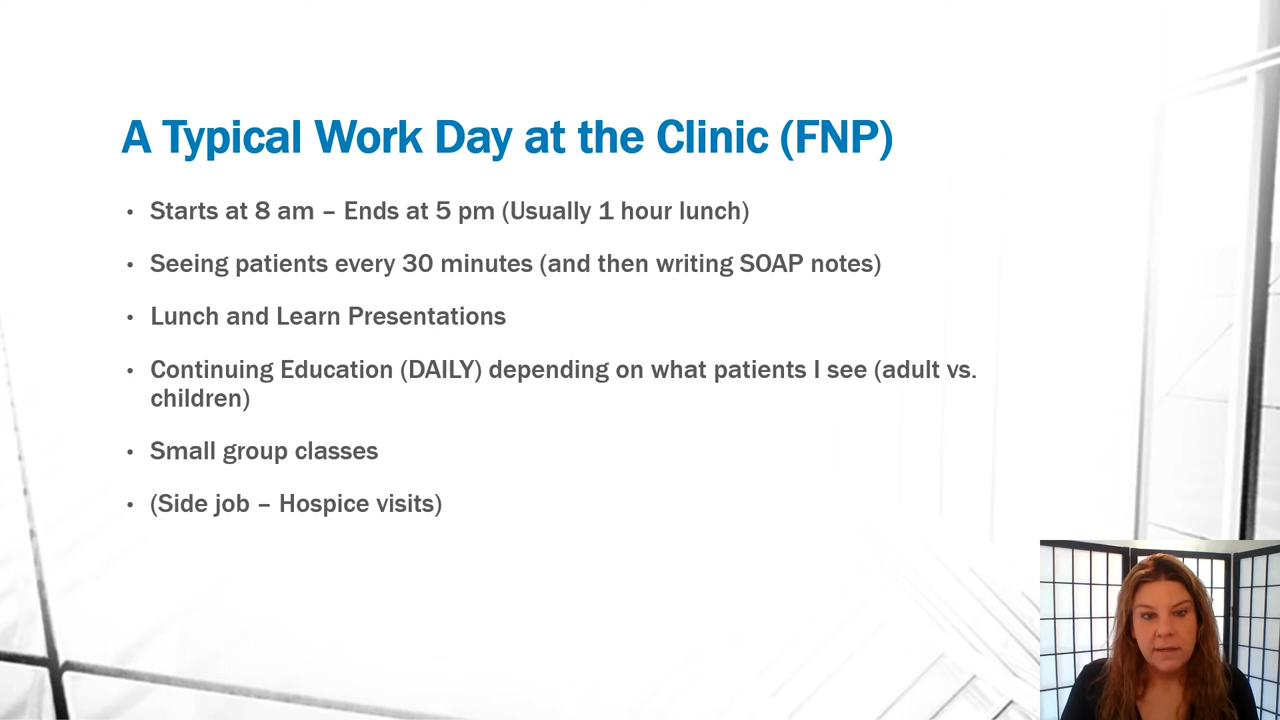 A Typical Work Day at the Clinic (FNP)
• Starts at 8 am – Ends at 5 pm (Usually 1 hour lunch)
• Seeing patients every 30 minutes (and then writing SOAP notes)
• Lunch and Learn Presentations
• Continuing Education (DAILY) depending on what patients I see (adult vs.
children)
• Small group classes
• (Side job – Hospice visits)